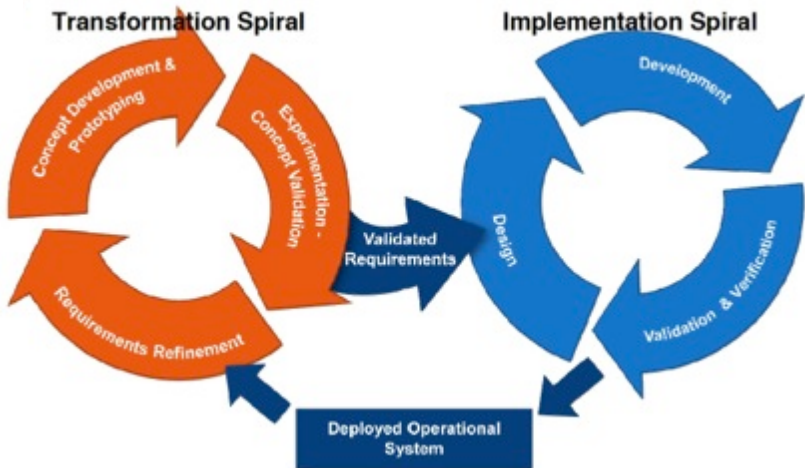 Transformation Spiral
Concept Development &
Prototyping
Experimentation -
Concept Validation
Requirements Refinement
Validated
Requirements
Implementation Spiral
Development
Validation & Verification
Design
Deployed Operational
System